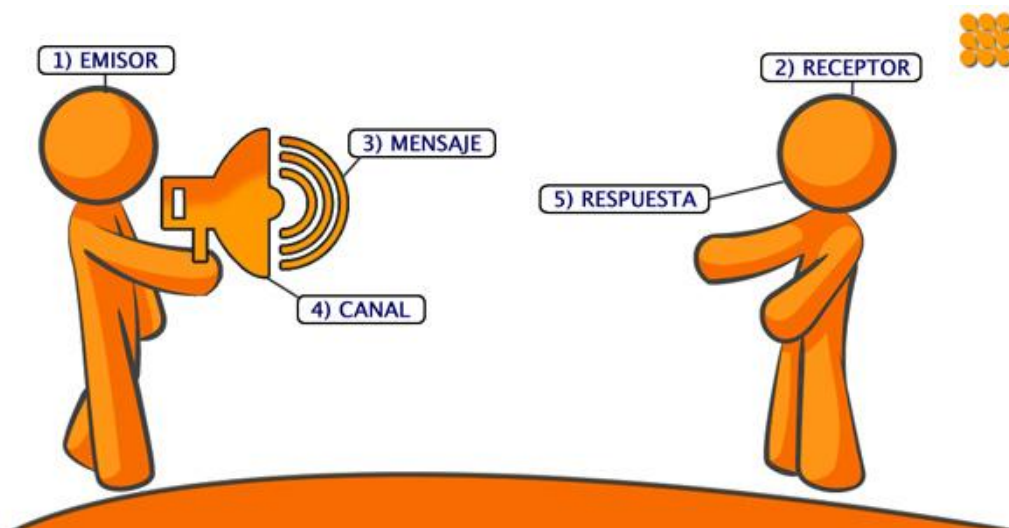 1) EMISOR
2) RECEPTOR
3) MENSAJE
5) RESPUESTA
4) CANAL